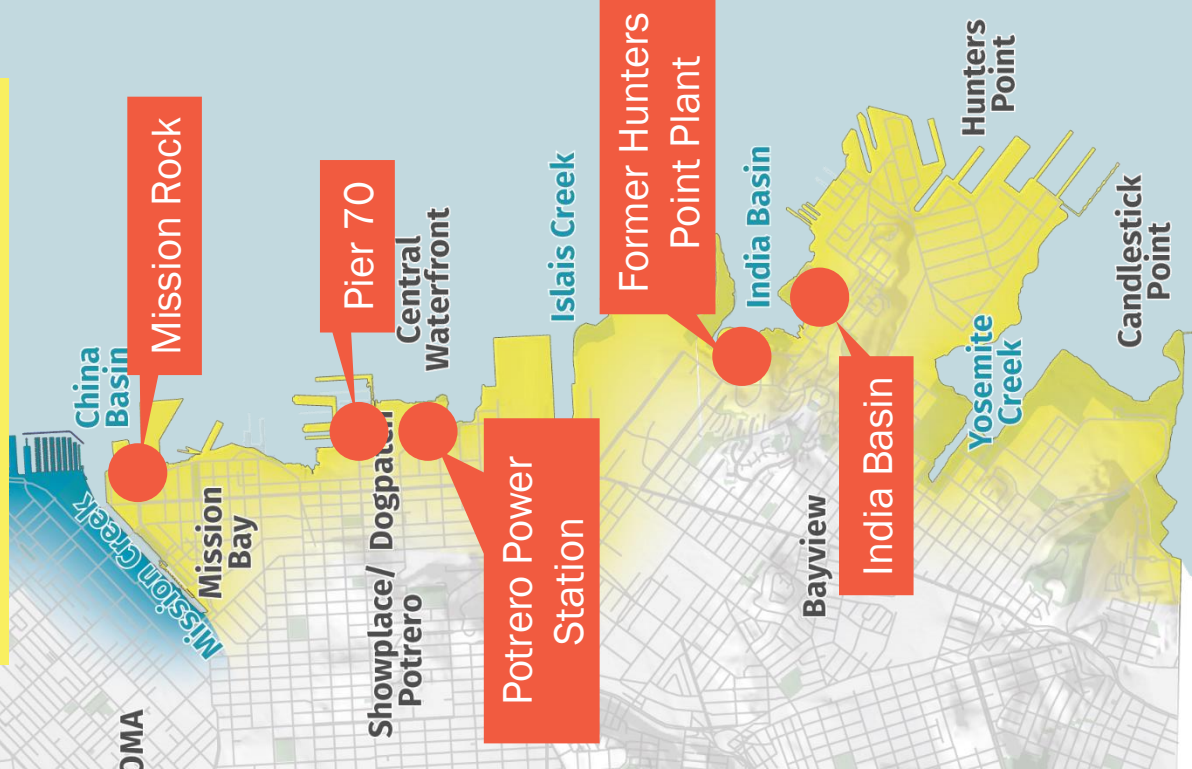 China
Basin
Mission Creek
OMA
Mission Rock
Mission
Bay
Pier 70
Showplace/ Dogpatch
Potrero
Central
Waterfront
Potrero Power
Station
Islais Creek
Former Hunters
Point Plant
India Basin
Bayview
India Basin
Hunters
Point
Yosemite
Creek
Candlestick
Point